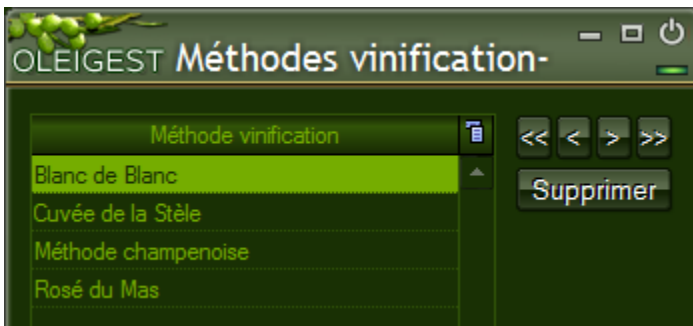 OLEIGEST Méthodes vinification-
Méthode vinification
<< < > >>
Blanc de Blanc
Supprimer
Cuvée de la Stèle
Méthode champenoise
Rosé du Mas